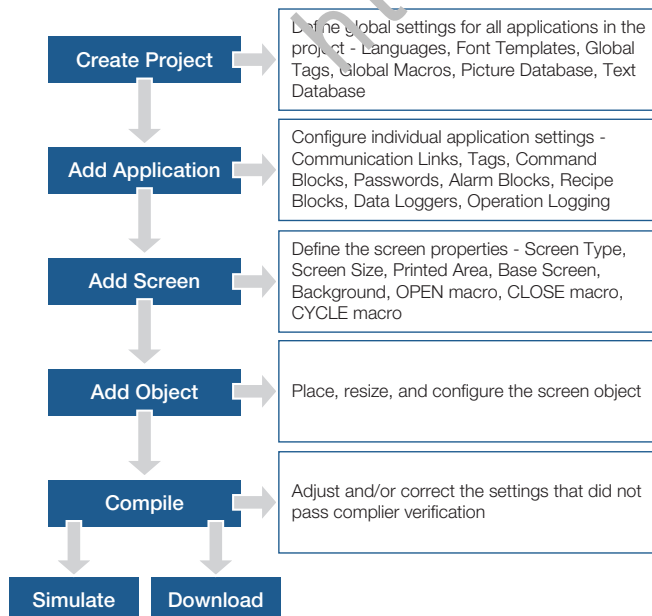 Create Project
Define global settings for all applications in the
project - Languages, Font Templates, Global
Tags, Global Macros, Picture Database, Text
Database
Add Application
Configure individual application settings -
Communication Links, Tags, Command
Blocks, Passwords, Alarm Blocks, Recipe
Blocks, Data Loggers, Operation Logging
Add Screen
Define the screen properties - Screen Type,
Screen Size, Printed Area, Base Screen,
Background, OPEN macro, CLOSE macro,
CYCLE macro
Add Object
Place, resize, and configure the screen object
Compile
Adjust and/or correct the settings that did not
pass complier verification
Simulate
Download